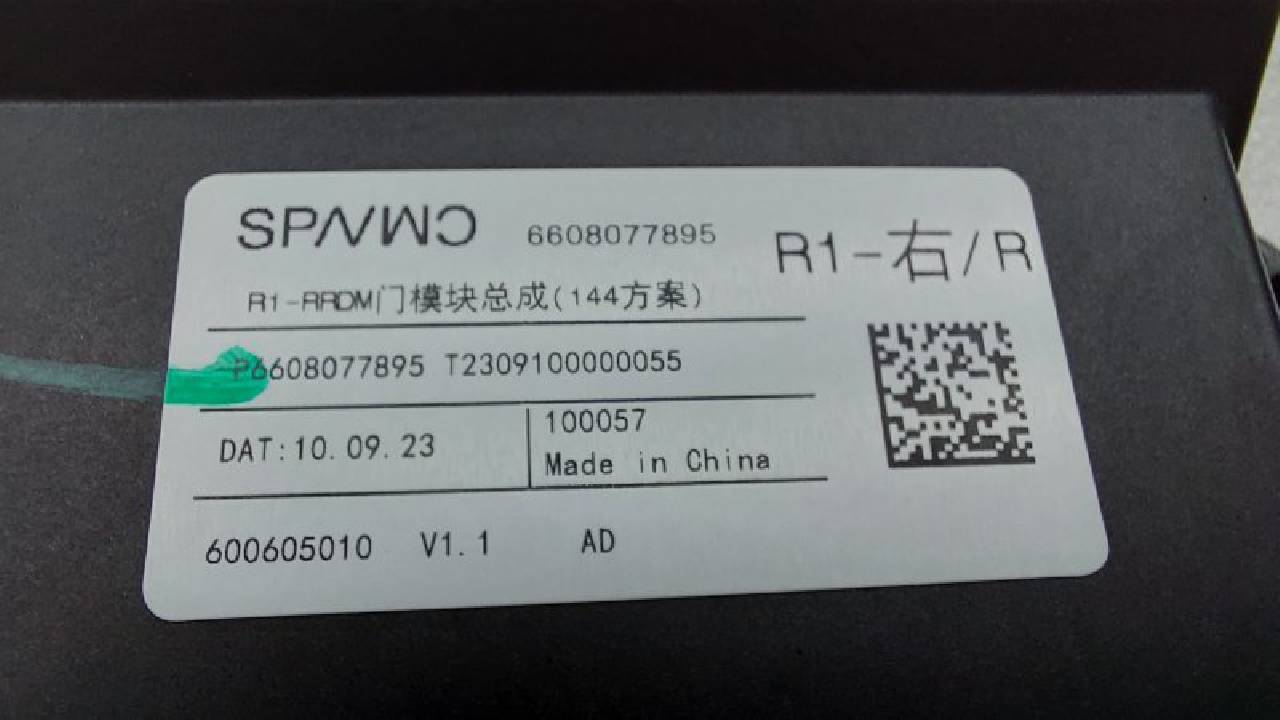 SPNMO 6608077895
R1-右/R
R1-RRDM门模块总成(144方案)
P6608077895 T2309100000055
DAT:10.09.23
100057
Made in China
600605010 V1.1 AD